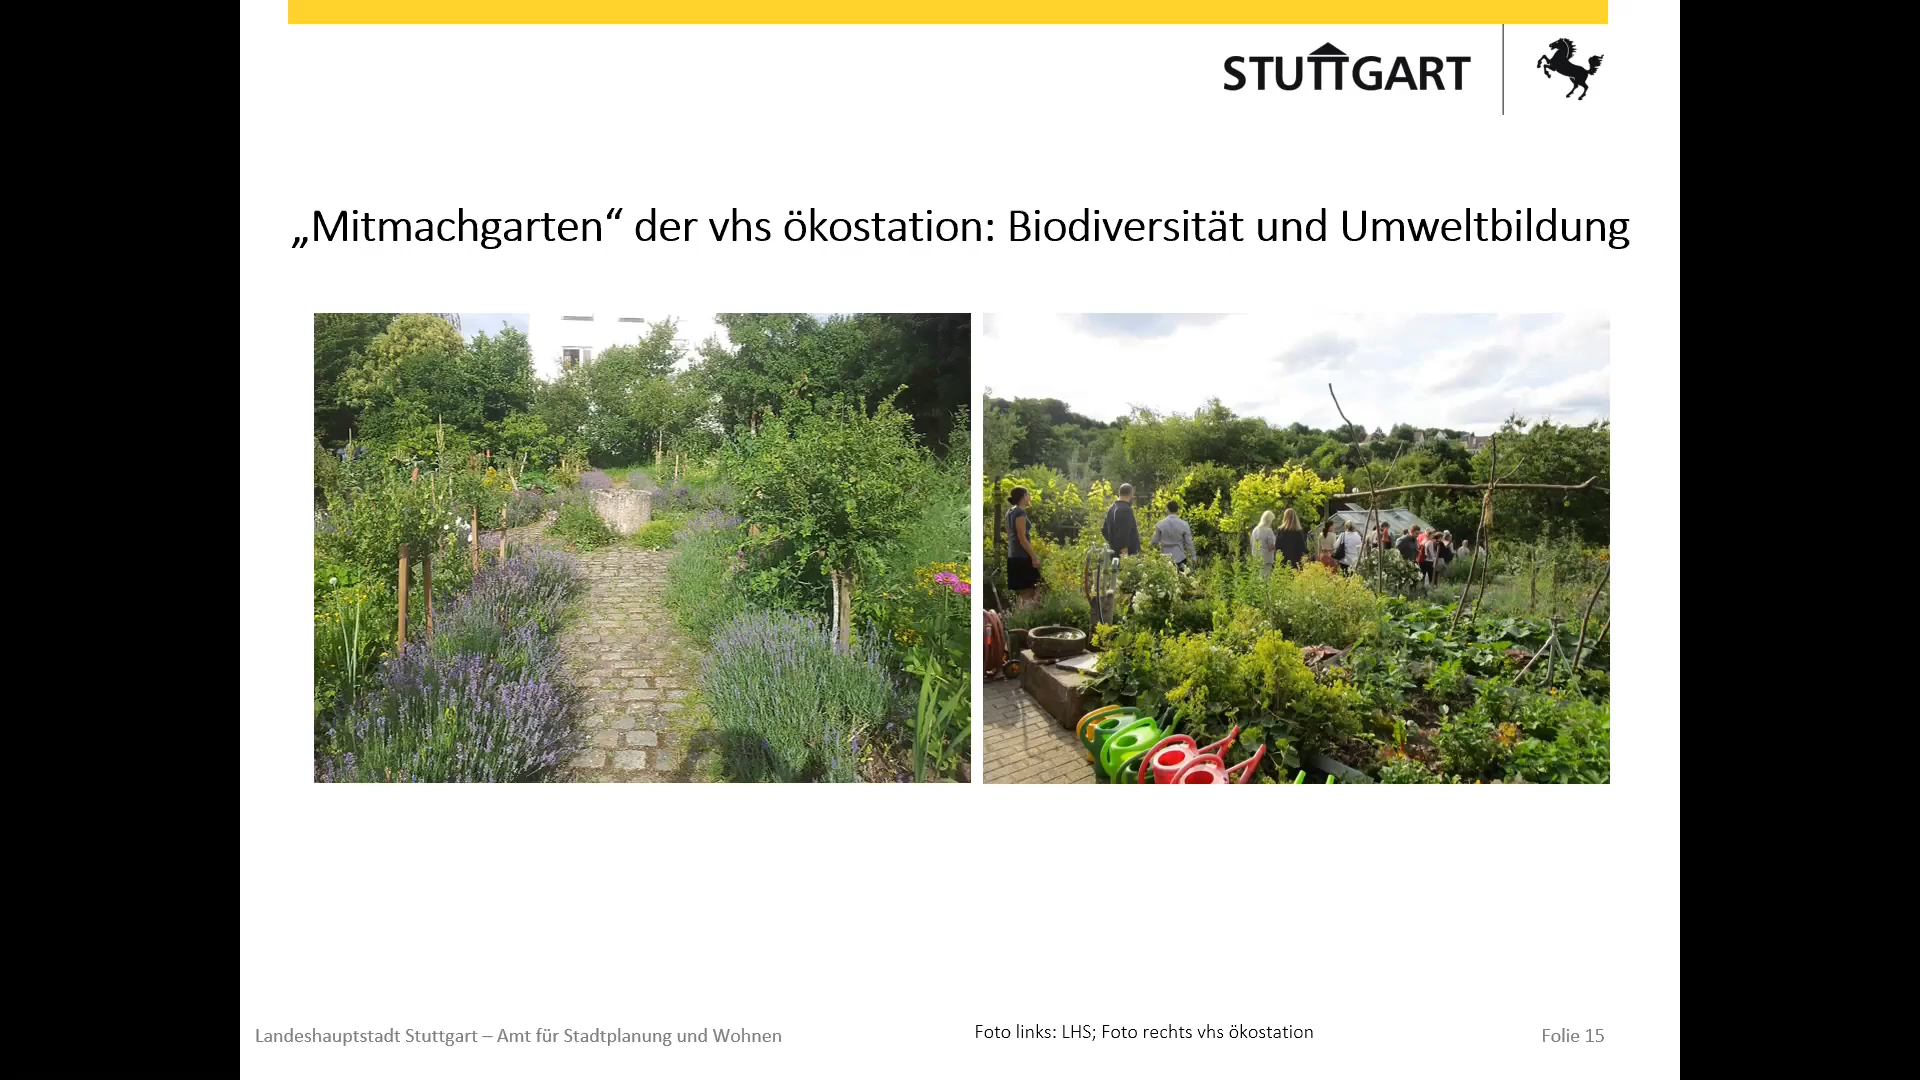 STUTTGART
„Mitmachgarten“ der vhs ökostation: Biodiversität und Umweltbildung
Landeshauptstadt Stuttgart – Amt für Stadtplanung und Wohnen
Foto links: LHS; Foto rechts vhs ökostation
Folie 15